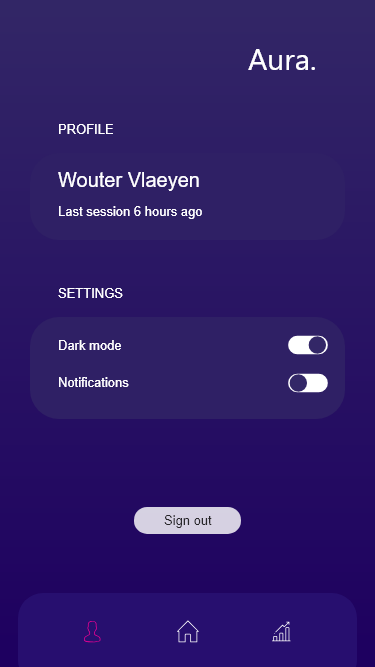 Aura.
PROFILE
Wouter Vlaeyen
Last session 6 hours ago
SETTINGS
Dark mode
Notifications
Sign out